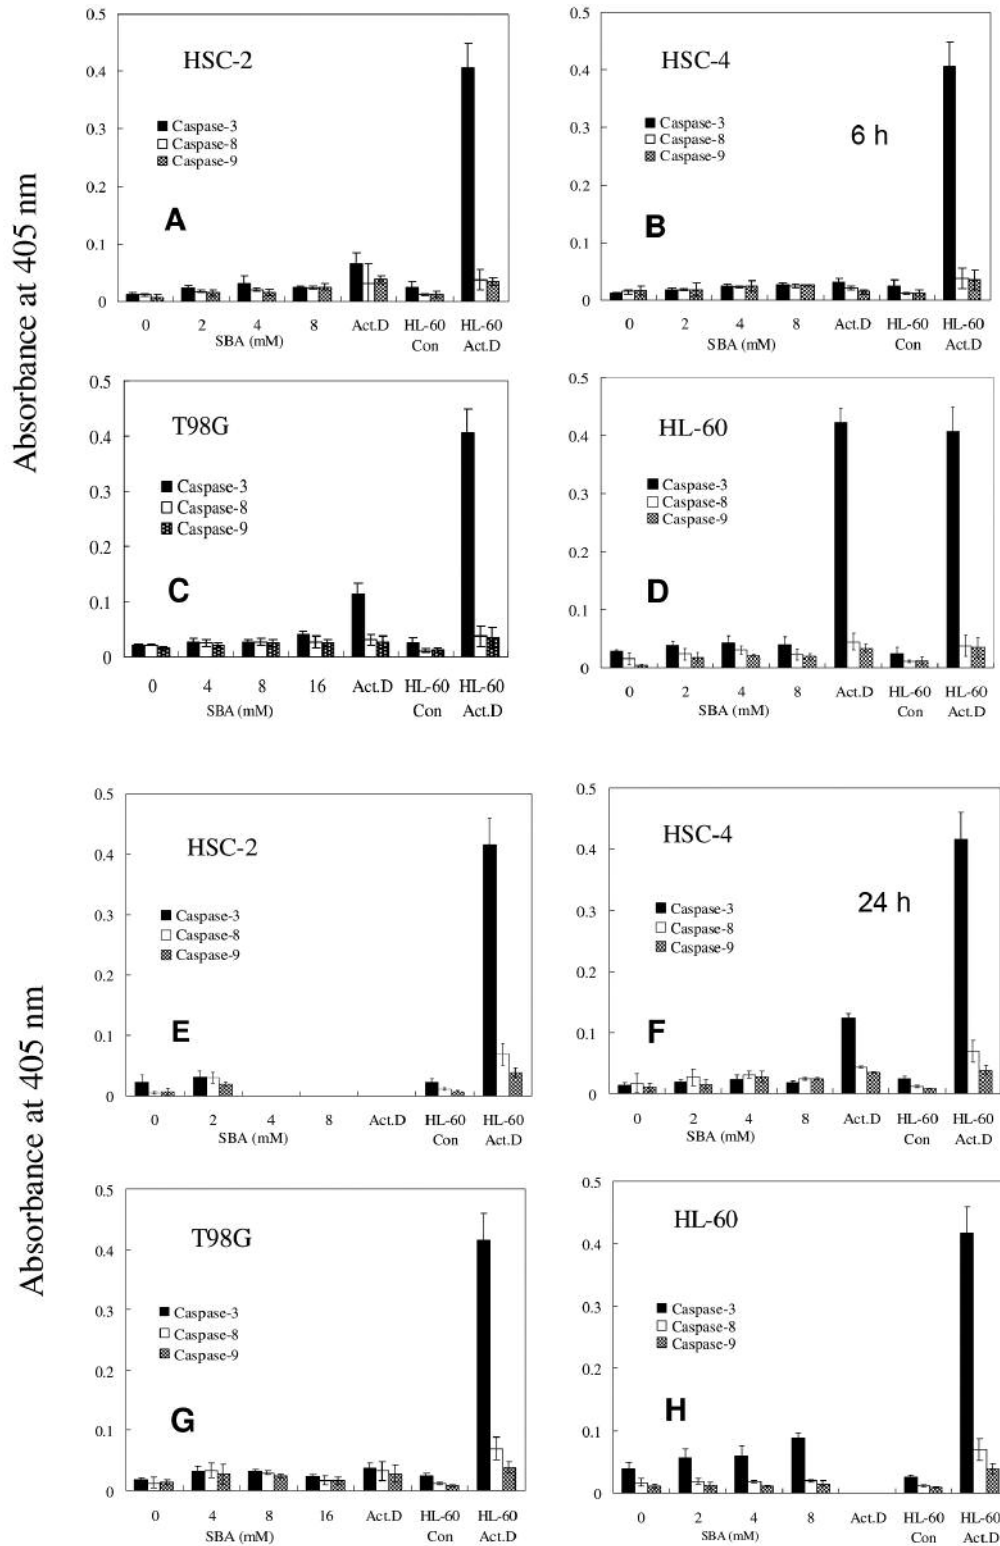 Absorbance at 405 nm
0.5
0.4
0.3
0.2
0.1
0
HSC-2
Caspase-3
Caspase-8
Caspase-9
A
0 2 4 8 Act.D HL-60 HL-60
SBA (mM) Con Act.D
0.5
0.4
0.3
0.2
0.1
0
HSC-4
Caspase-3
Caspase-8
Caspase-9
6 h
B
0 2 4 8 Act.D HL-60 HL-60
SBA (mM) Con Act.D
0.5
0.4
0.3
0.2
0.1
0
T98G
Caspase-3
Caspase-8
Caspase-9
C
0 4 8 16 Act.D HL-60 HL-60
SBA (mM) Con Act.D
0.5
0.4
0.3
0.2
0.1
0
HL-60
Caspase-3
Caspase-8
Caspase-9
D
0 2 4 8 Act.D HL-60 HL-60
SBA (mM) Con Act.D
Absorbance at 405 nm
0.5
0.4
0.3
0.2
0.1
0
HSC-2
Caspase-3
Caspase-8
Caspase-9
E
0 2 4 8 Act.D HL-60 HL-60
SBA (mM) Con Act.D
0.5
0.4
0.3
0.2
0.1
0
HSC-4
Caspase-3
Caspase-8
Caspase-9
24 h
F
0 2 4 8 Act.D HL-60 HL-60
SBA (mM) Con Act.D
0.5
0.4
0.3
0.2
0.1
0
T98G
Caspase-3
Caspase-8
Caspase-9
G
0 4 8 16 Act.D HL-60 HL-60
SBA (mM) Con Act.D
0.5
0.4
0.3
0.2
0.1
0
HL-60
Caspase-3
Caspase-8
Caspase-9
H
0 2 4 8 Act.D HL-60 HL-60
SBA (mM) Con Act.D